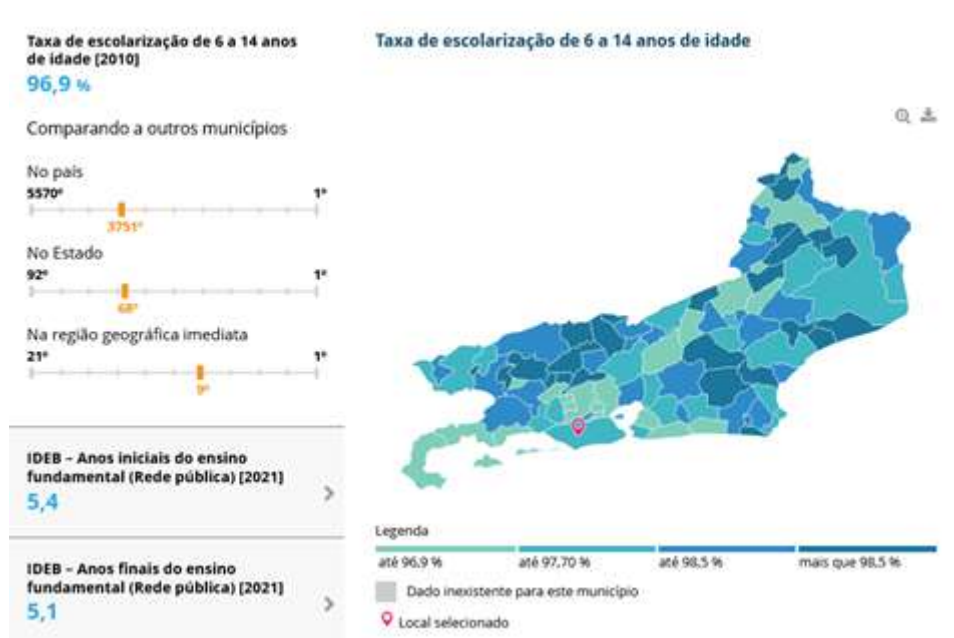 Taxa de escolarização de 6 a 14 anos
de idade [2010]
96,9 %
Comparando a outros municípios
No país
5570º
1º
3751º
No Estado
92º
1º
68º
Na região geográfica imediata
21º
1º
9º
IDEB – Anos iniciais do ensino
fundamental (Rede pública) [2021]
5,4
IDEB – Anos finais do ensino
fundamental (Rede pública) [2021]
5,1
Taxa de escolarização de 6 a 14 anos de idade
Legenda
até 96,9 %
até 97,70 %
até 98,5 %
mais que 98,5 %
Dado inexistente para este município
Local selecionado